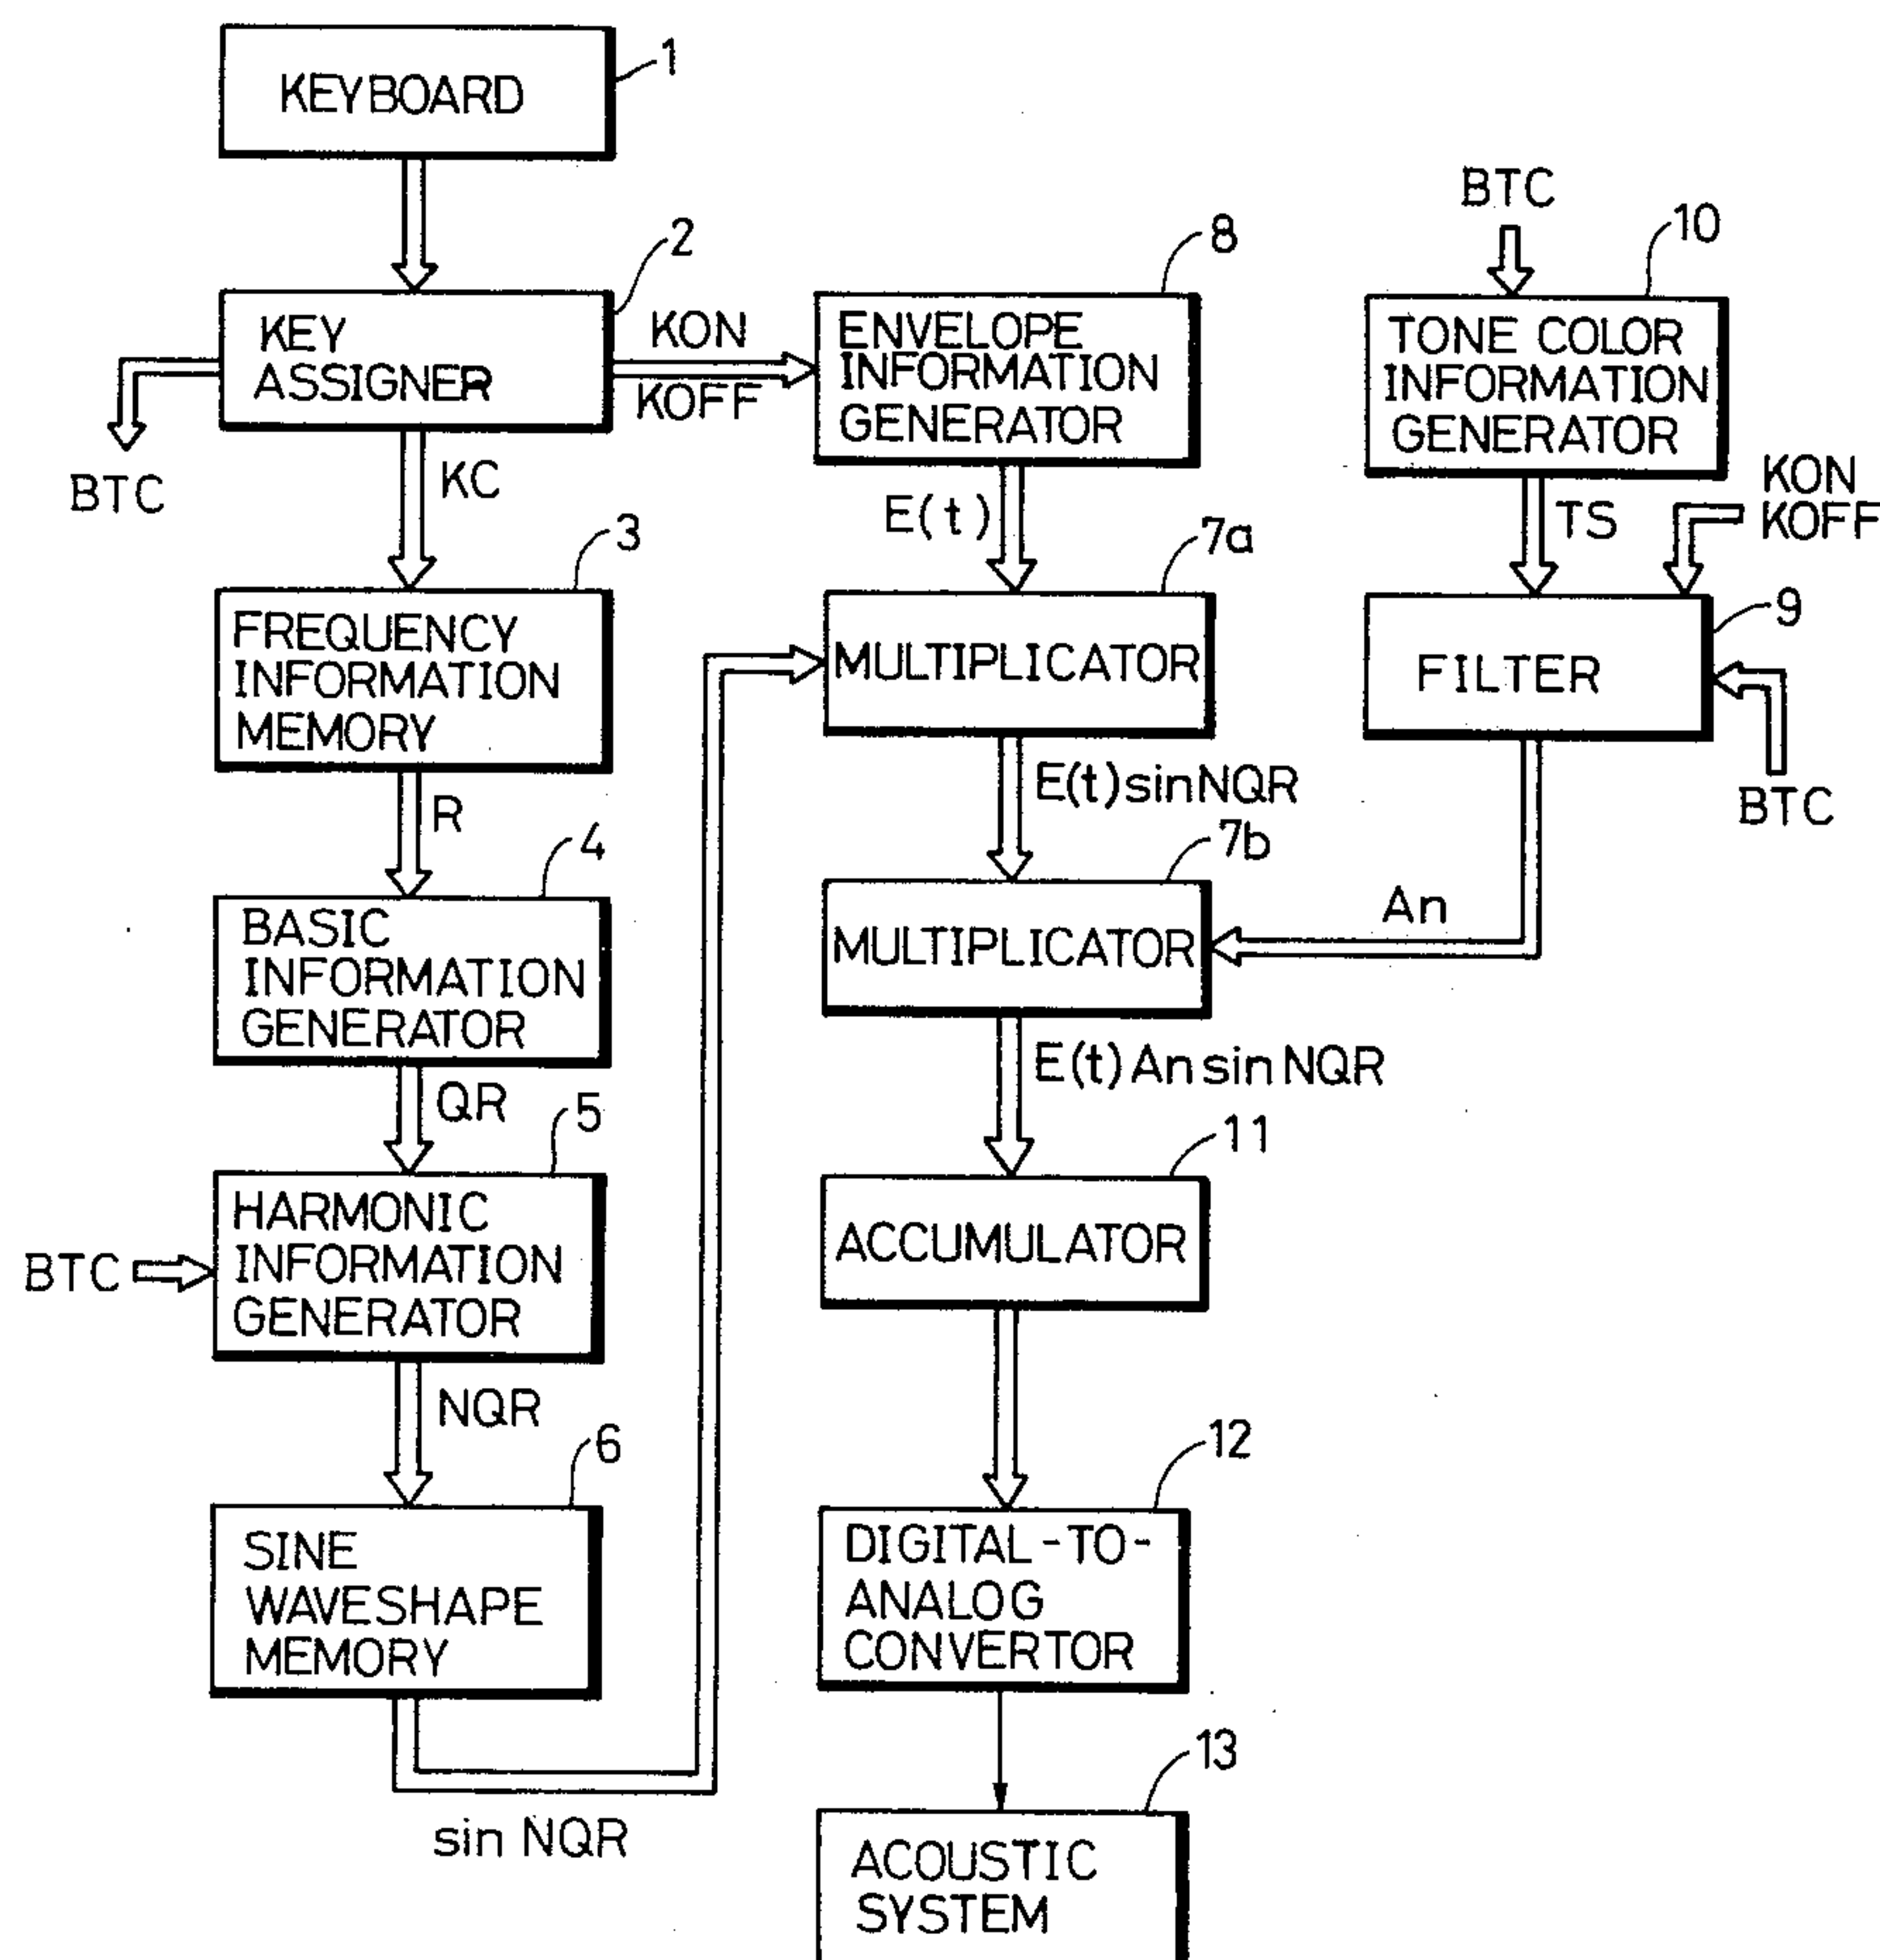 KEYBOARD
1
KEY
ASSIGNER
2
BTC
KON
KOFF
KC
FREQUENCY
INFORMATION
MEMORY
3
R
BASIC
INFORMATION
GENERATOR
4
QR
BTC
HARMONIC
INFORMATION
GENERATOR
5
NQR
SINE
WAVESHAPE
MEMORY
6
sin NQR
ENVELOPE
INFORMATION
GENERATOR
8
E(t)
MULTIPLICATOR
7a
E(t)sinNQR
MULTIPLICATOR
7b
E(t)An sin NQR
ACCUMULATOR
11
DIGITAL-TO-
ANALOG
CONVERTOR
12
ACOUSTIC
SYSTEM
13
BTC
TONE COLOR
INFORMATION
GENERATOR
10
TS
KON
KOFF
FILTER
9
BTC
An